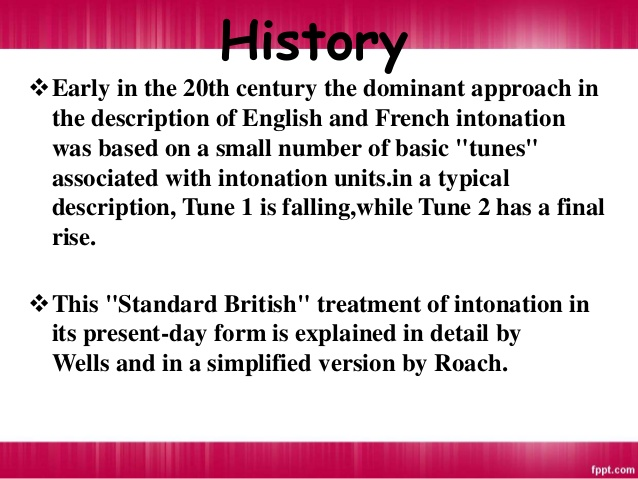 History
❖Early in the 20th century the dominant approach in
the description of English and French intonation
was based on a small number of basic "tunes"
associated with intonation units.in a typical
description, Tune 1 is falling,while Tune 2 has a final
rise.
❖This "Standard British" treatment of intonation in
its present-day form is explained in detail by
Wells and in a simplified version by Roach.
fppt.com